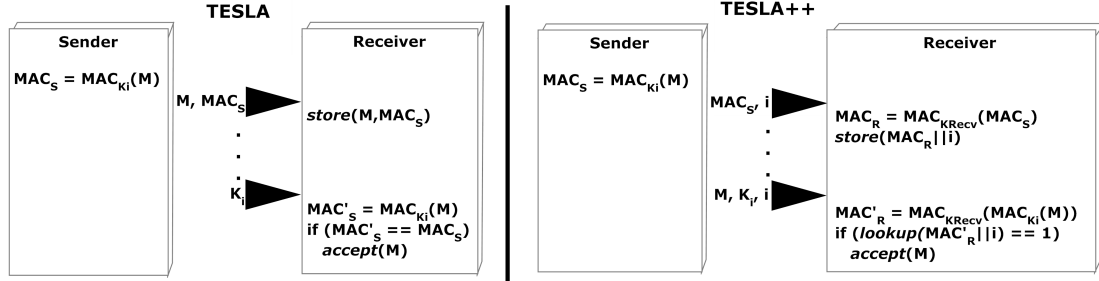 TESLA
Sender
MAC_S = MAC_Ki(M)
M, MAC_S
K_i
Receiver
store(M,MAC_S)
MAC'_S = MAC_Ki(M)
if (MAC'_S == MAC_S)
accept(M)
TESLA++
Sender
MAC_S = MAC_Ki(M)
MAC_S, i
M, K_i, i
Receiver
MAC_R = MAC_KRecv(MAC_S)
store(MAC_R||i)
MAC'_R = MAC_KRecv(MAC_Ki(M))
if (lookup(MAC'_R||i) == 1)
accept(M)